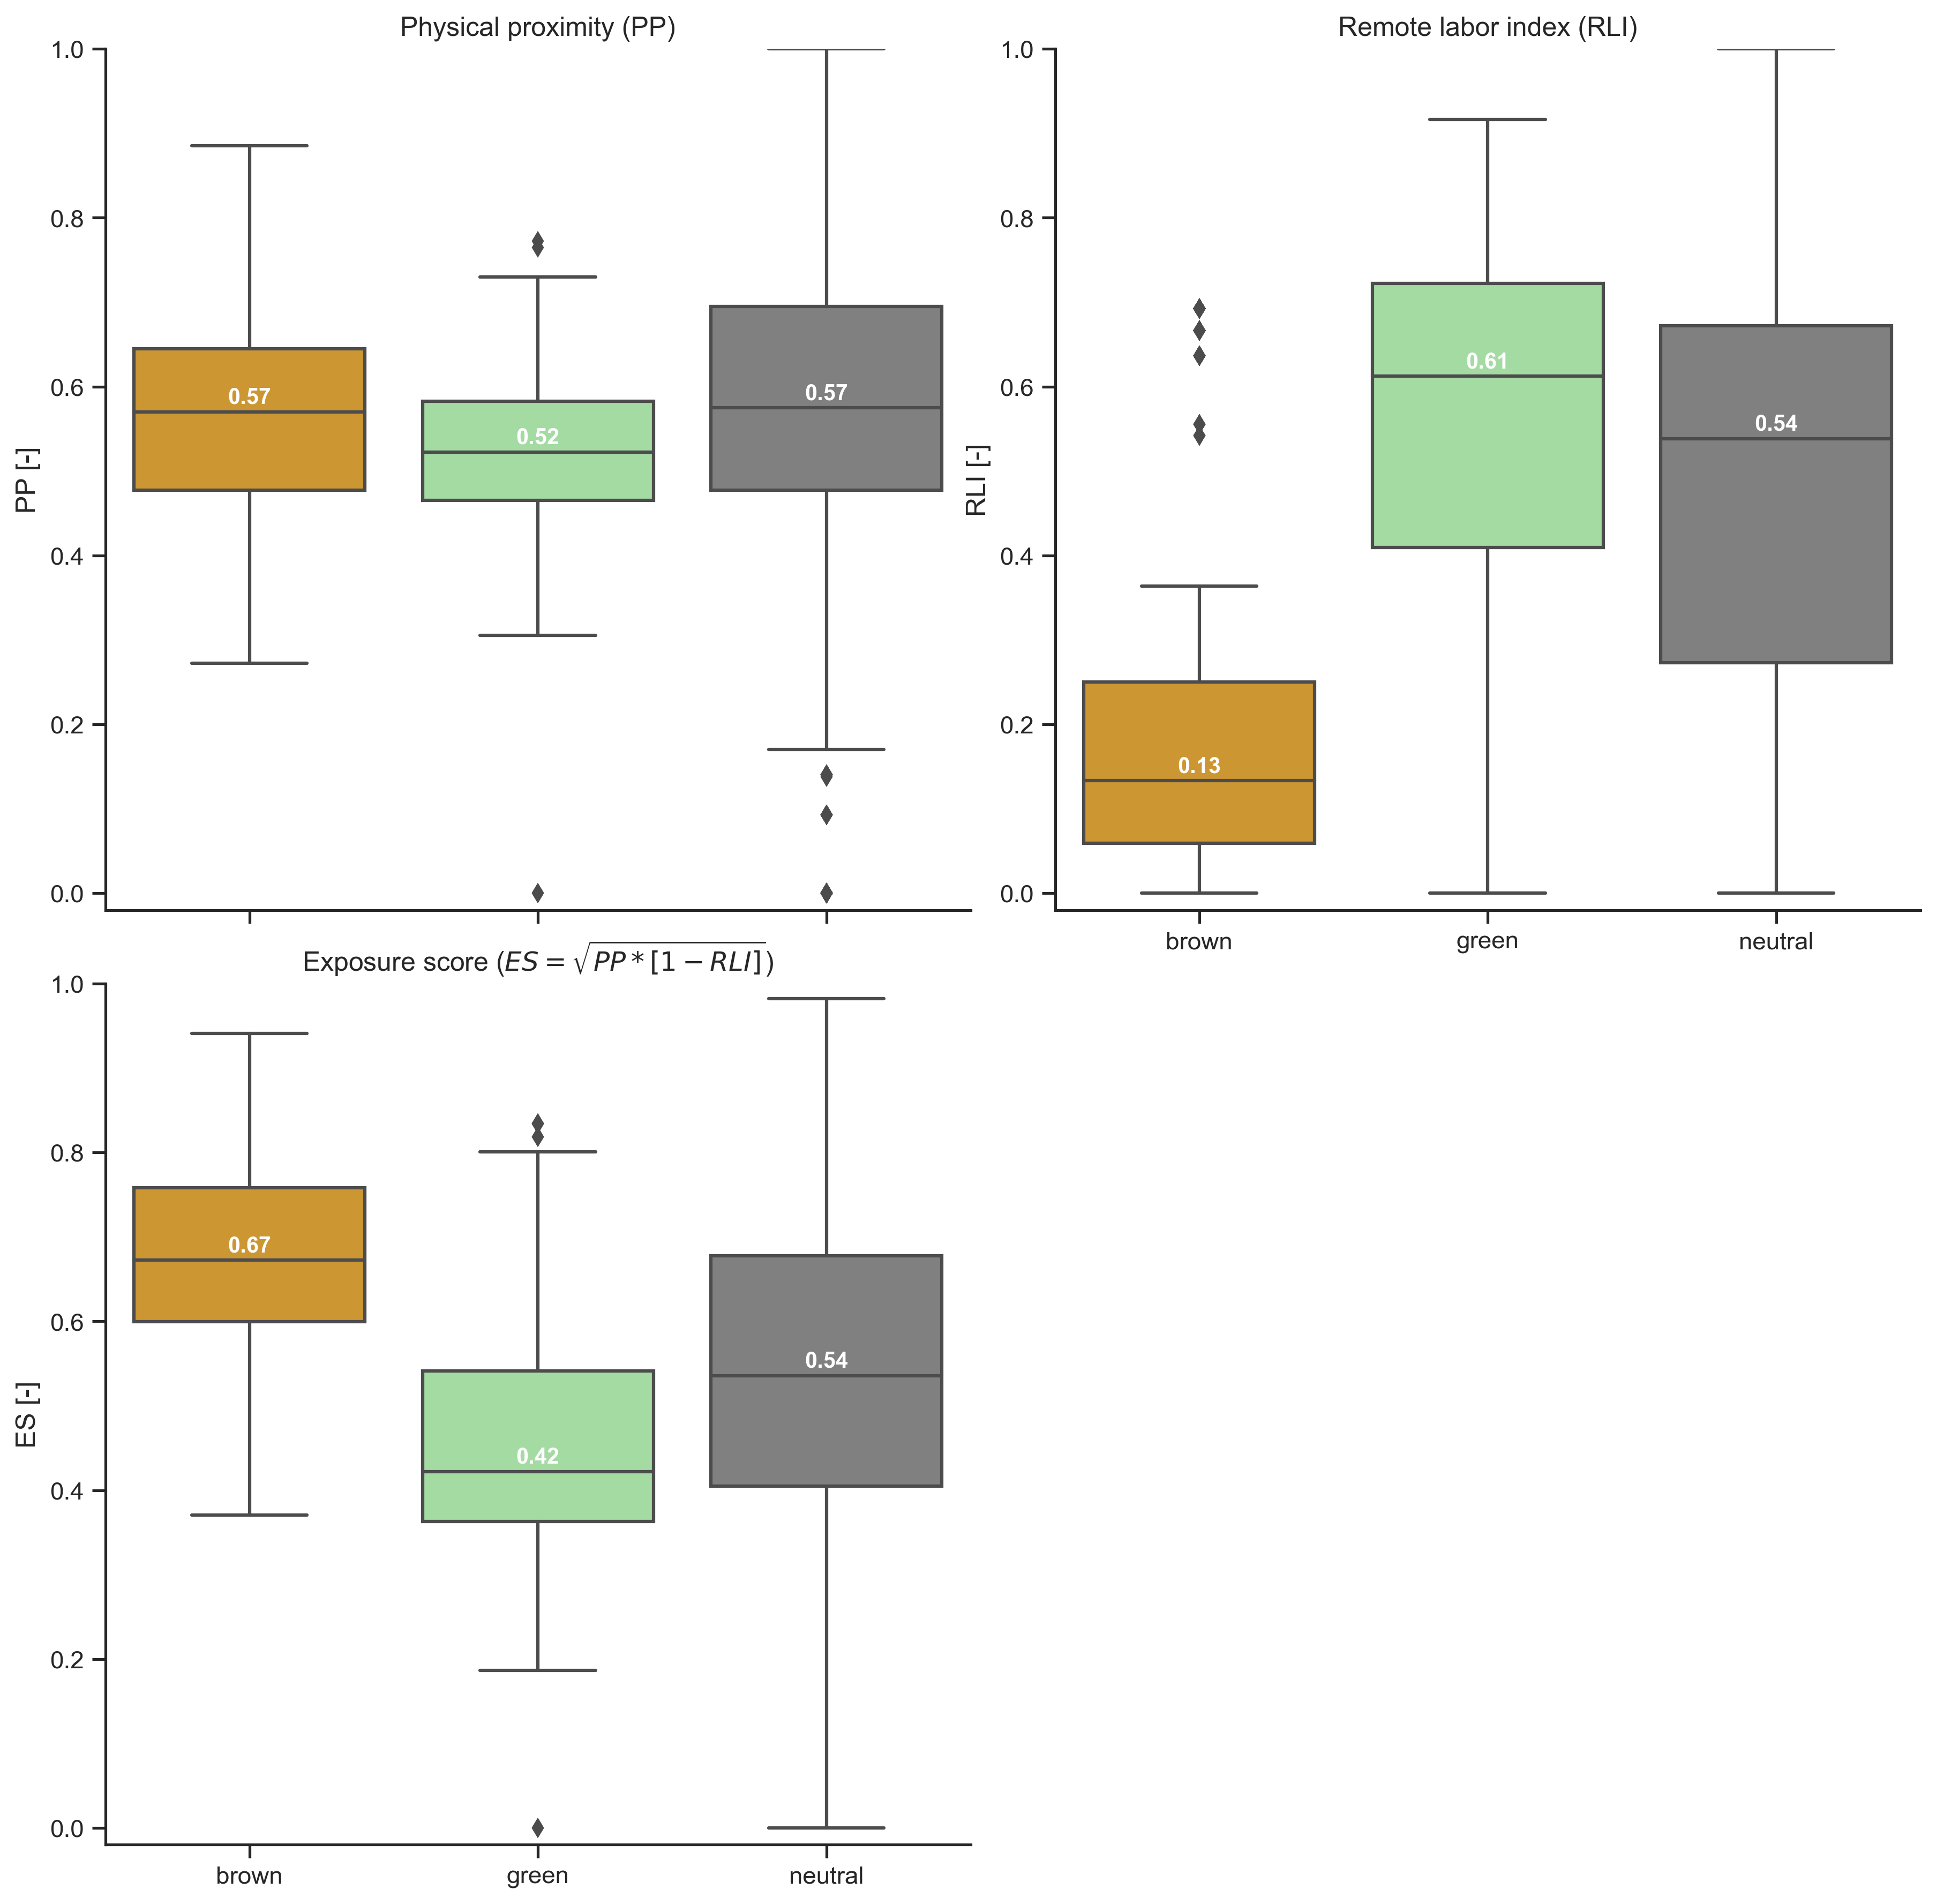 Physical proximity (PP)
1.0
0.8
0.6
0.4
0.2
0.0
PP [-]
0.57
0.52
0.57
Remote labor index (RLI)
1.0
0.8
0.6
0.4
0.2
0.0
RLI [-]
0.13
0.61
0.54
brown
green
neutral
Exposure score (ES = √PP * [1 − RLI])
1.0
0.8
0.6
0.4
0.2
0.0
ES [-]
0.67
0.42
0.54
brown
green
neutral